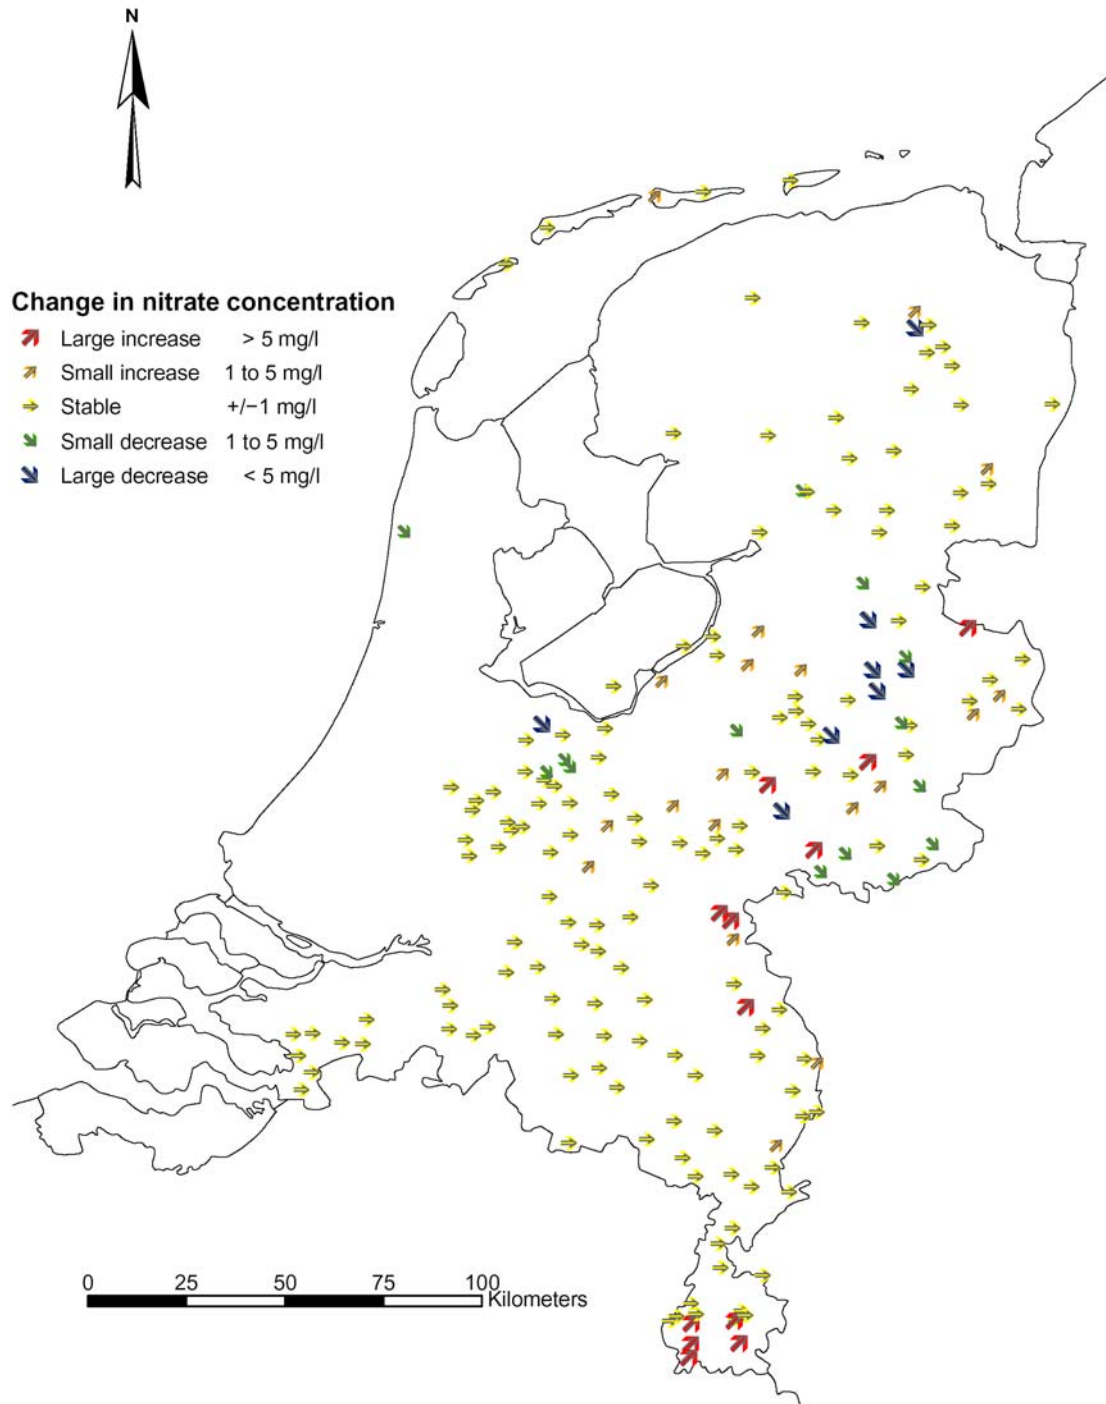 N
Change in nitrate concentration
Large increase > 5 mg/l
Small increase 1 to 5 mg/l
Stable +/−1 mg/l
Small decrease 1 to 5 mg/l
Large decrease < 5 mg/l
0 25 50 75 100
Kilometers